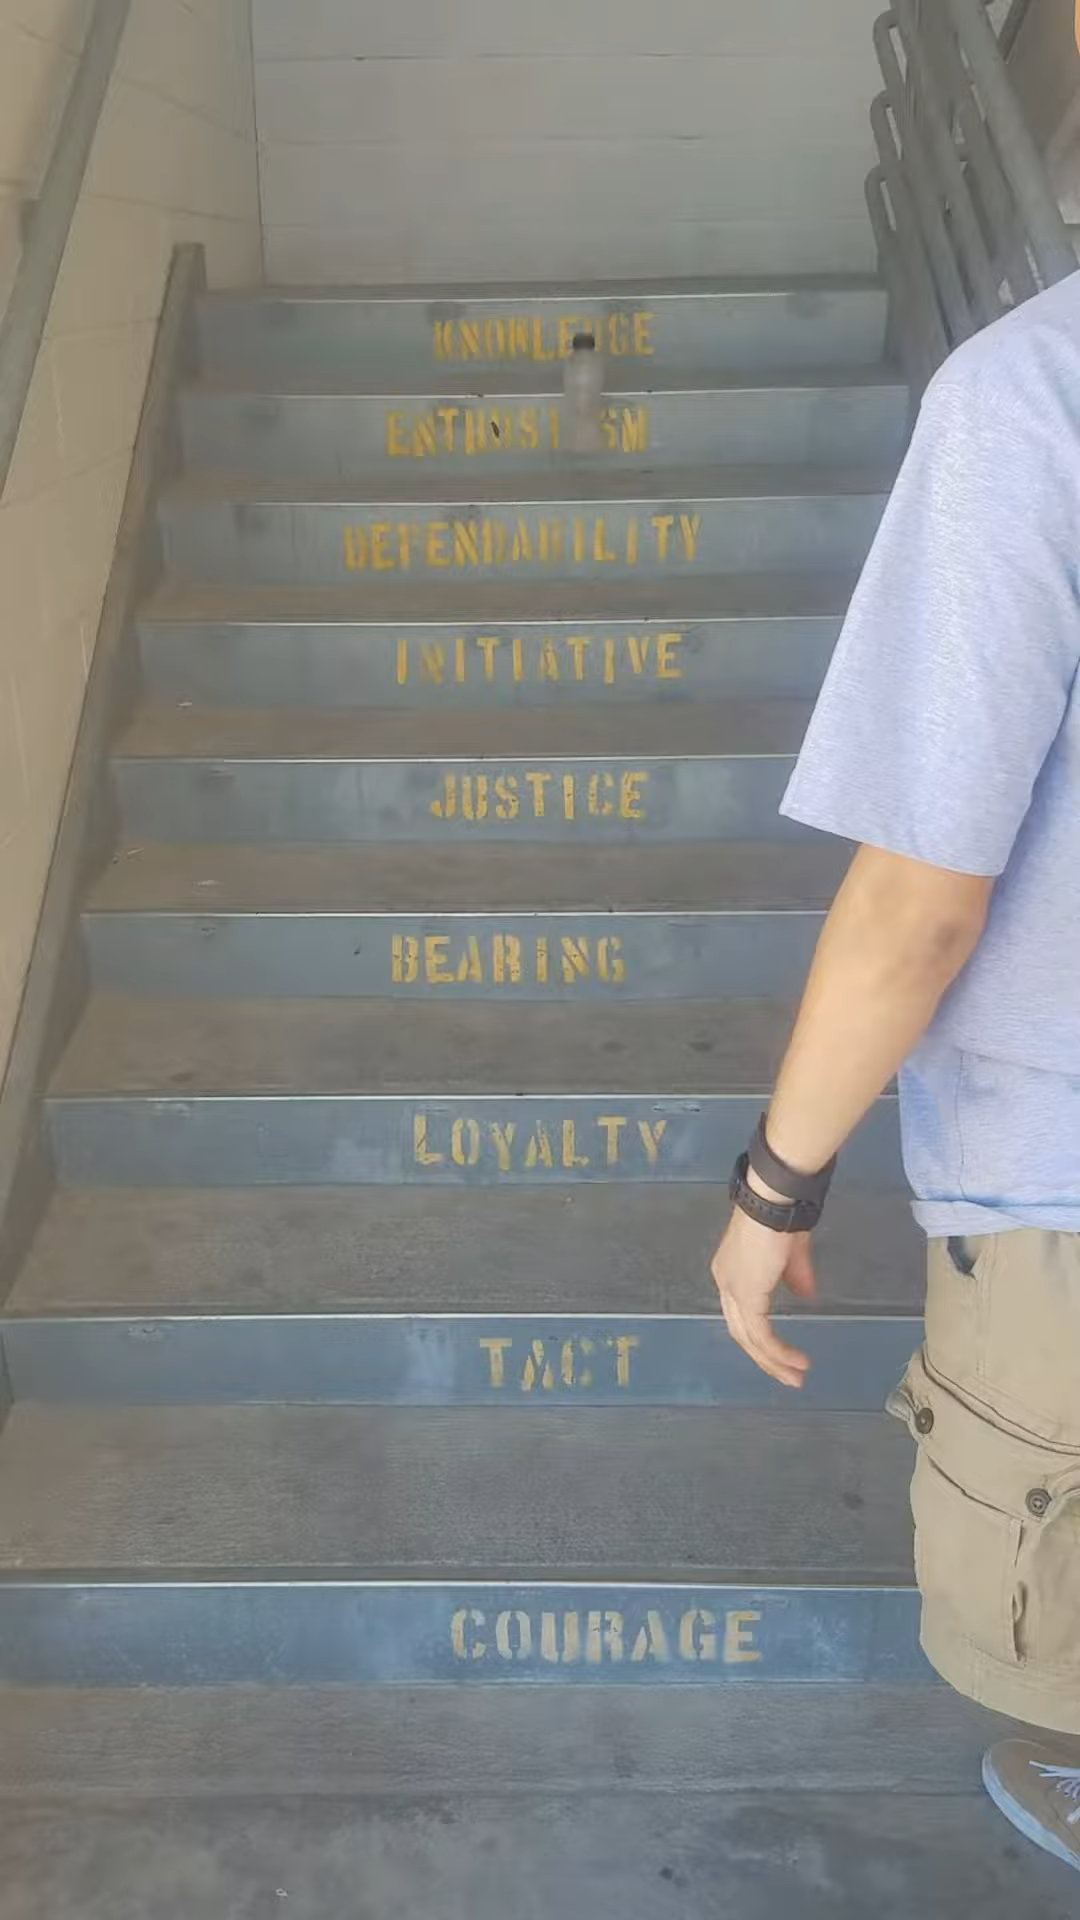 KNOWLEDGE
ENTHUSIASM
DEPENDABILITY
INITIATIVE
JUSTICE
BEARING
LOYALTY
TACT
COURAGE